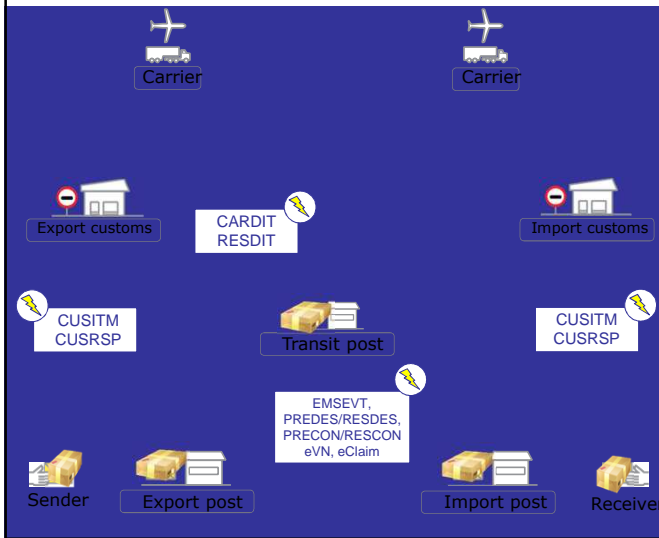 Carrier
Carrier
Export customs
CARDIT
RESDIT
Import customs
CUSITM
CUSRSP
Transit post
CUSITM
CUSRSP
EMSEVT,
PREDES/RESDES,
PRECON/RESCON
eVN, eClaim
Sender
Export post
Import post
Receiver